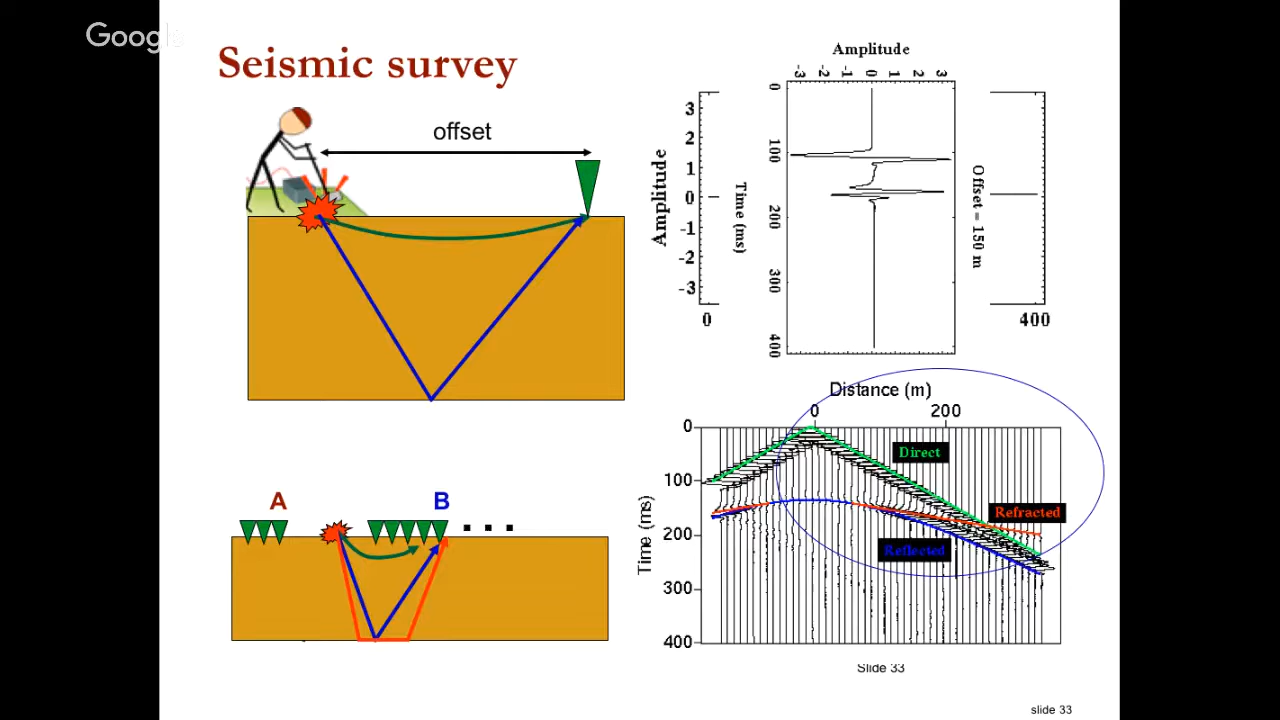 Google
Seismic survey
offset
Amplitude
-3 -2 -1 0 1 2 3
0
100
200
300
400
Time (ms)
Offset = 150 m
Amplitude
3
2
1
0
-1
-2
-3
0
400
A
B
...
Distance (m)
0 200
0
100
200
300
400
Time (ms)
Direct
Refracted
Reflected
Slide 33
slide 33